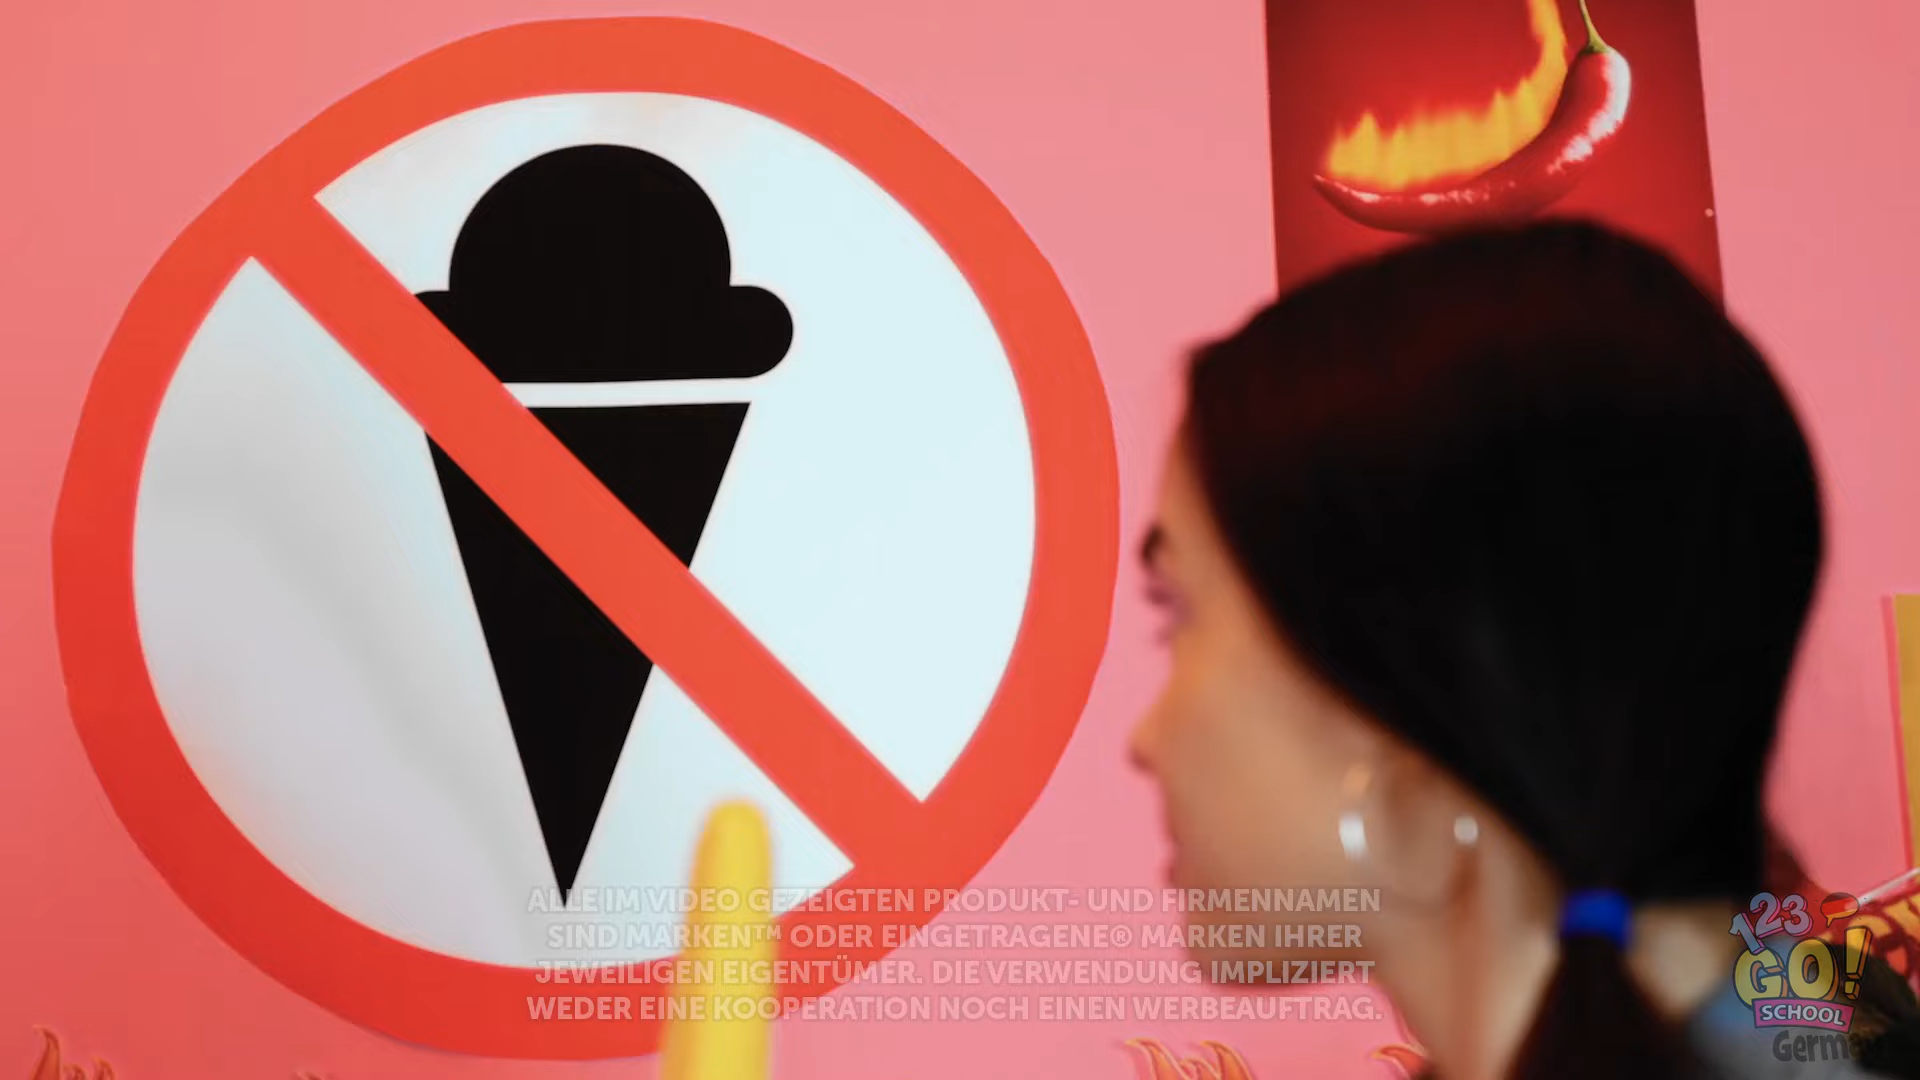 ALLE IM VIDEO GEZEIGTEN PRODUKT- UND FIRMENNAMEN
SIND MARKEN™ ODER EINGETRAGENE® MARKEN IHRER
JEWEILIGEN EIGENTÜMER. DIE VERWENDUNG IMPLIZIERT
WEDER EINE KOOPERATION NOCH EINEN WERBEAUFTRAG.
123
GO!
SCHOOL
German